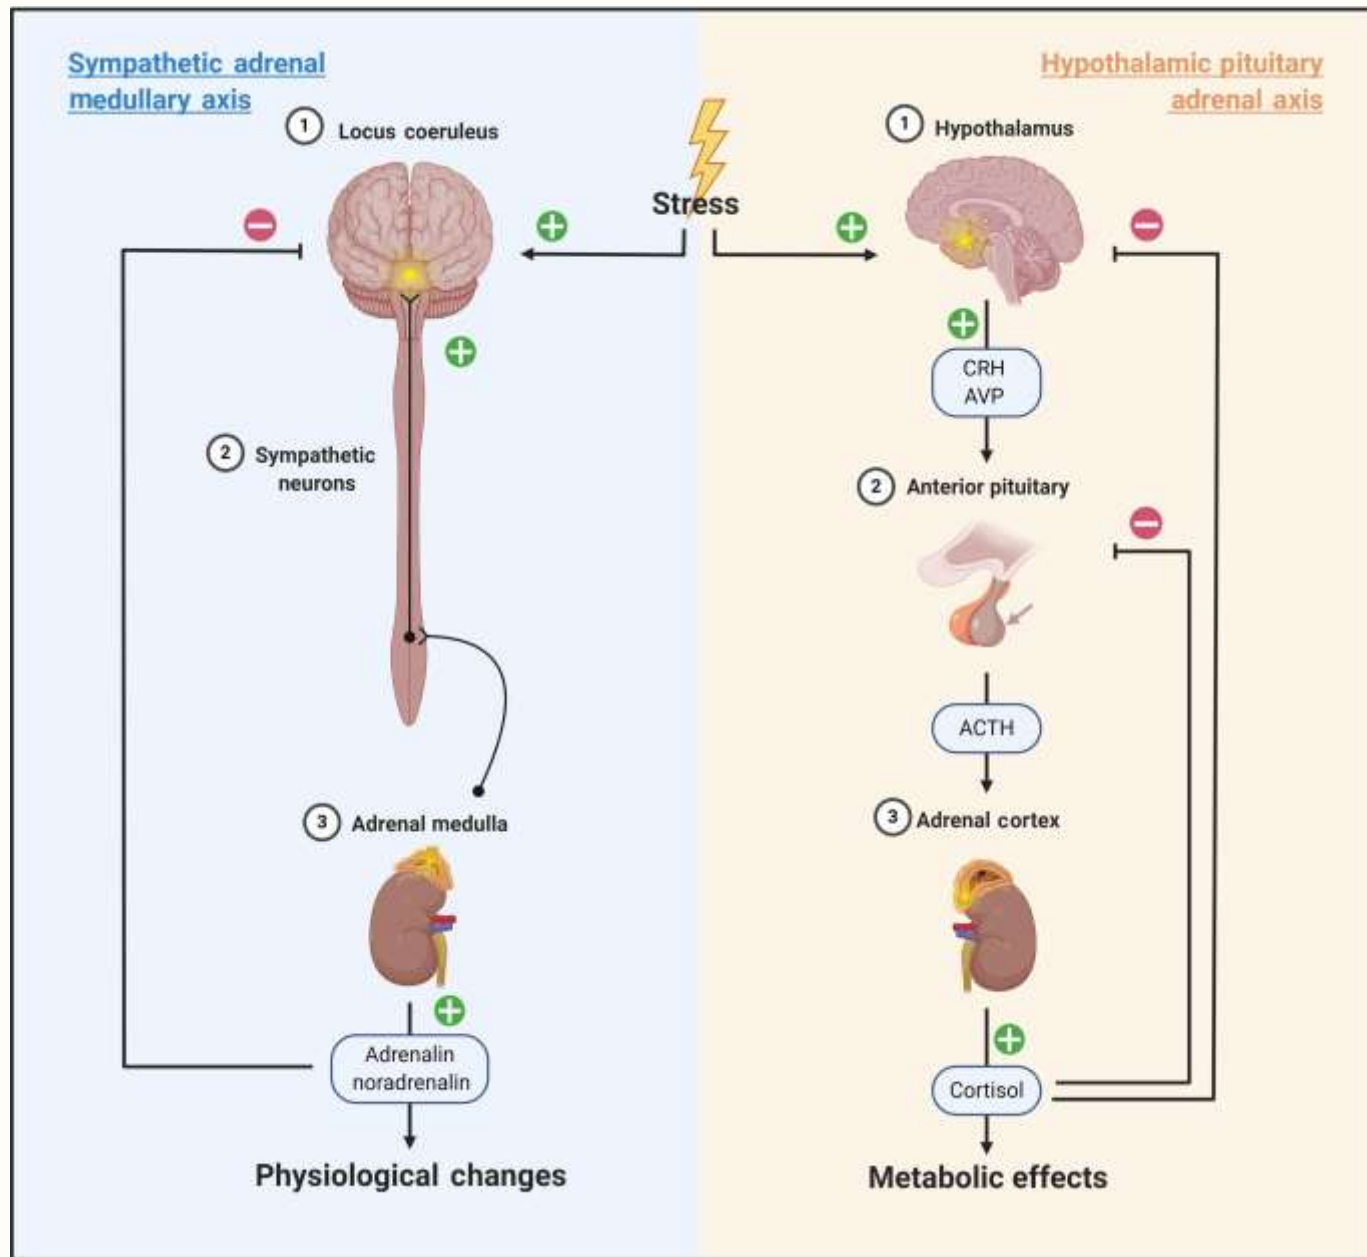 Sympathetic adrenal
medullary axis
1 Locus coeruleus
2 Sympathetic
neurons
3 Adrenal medulla
Adrenalin
noradrenalin
Physiological changes
Stress
Hypothalamic pituitary
adrenal axis
1 Hypothalamus
CRH
AVP
2 Anterior pituitary
ACTH
3 Adrenal cortex
Cortisol
Metabolic effects